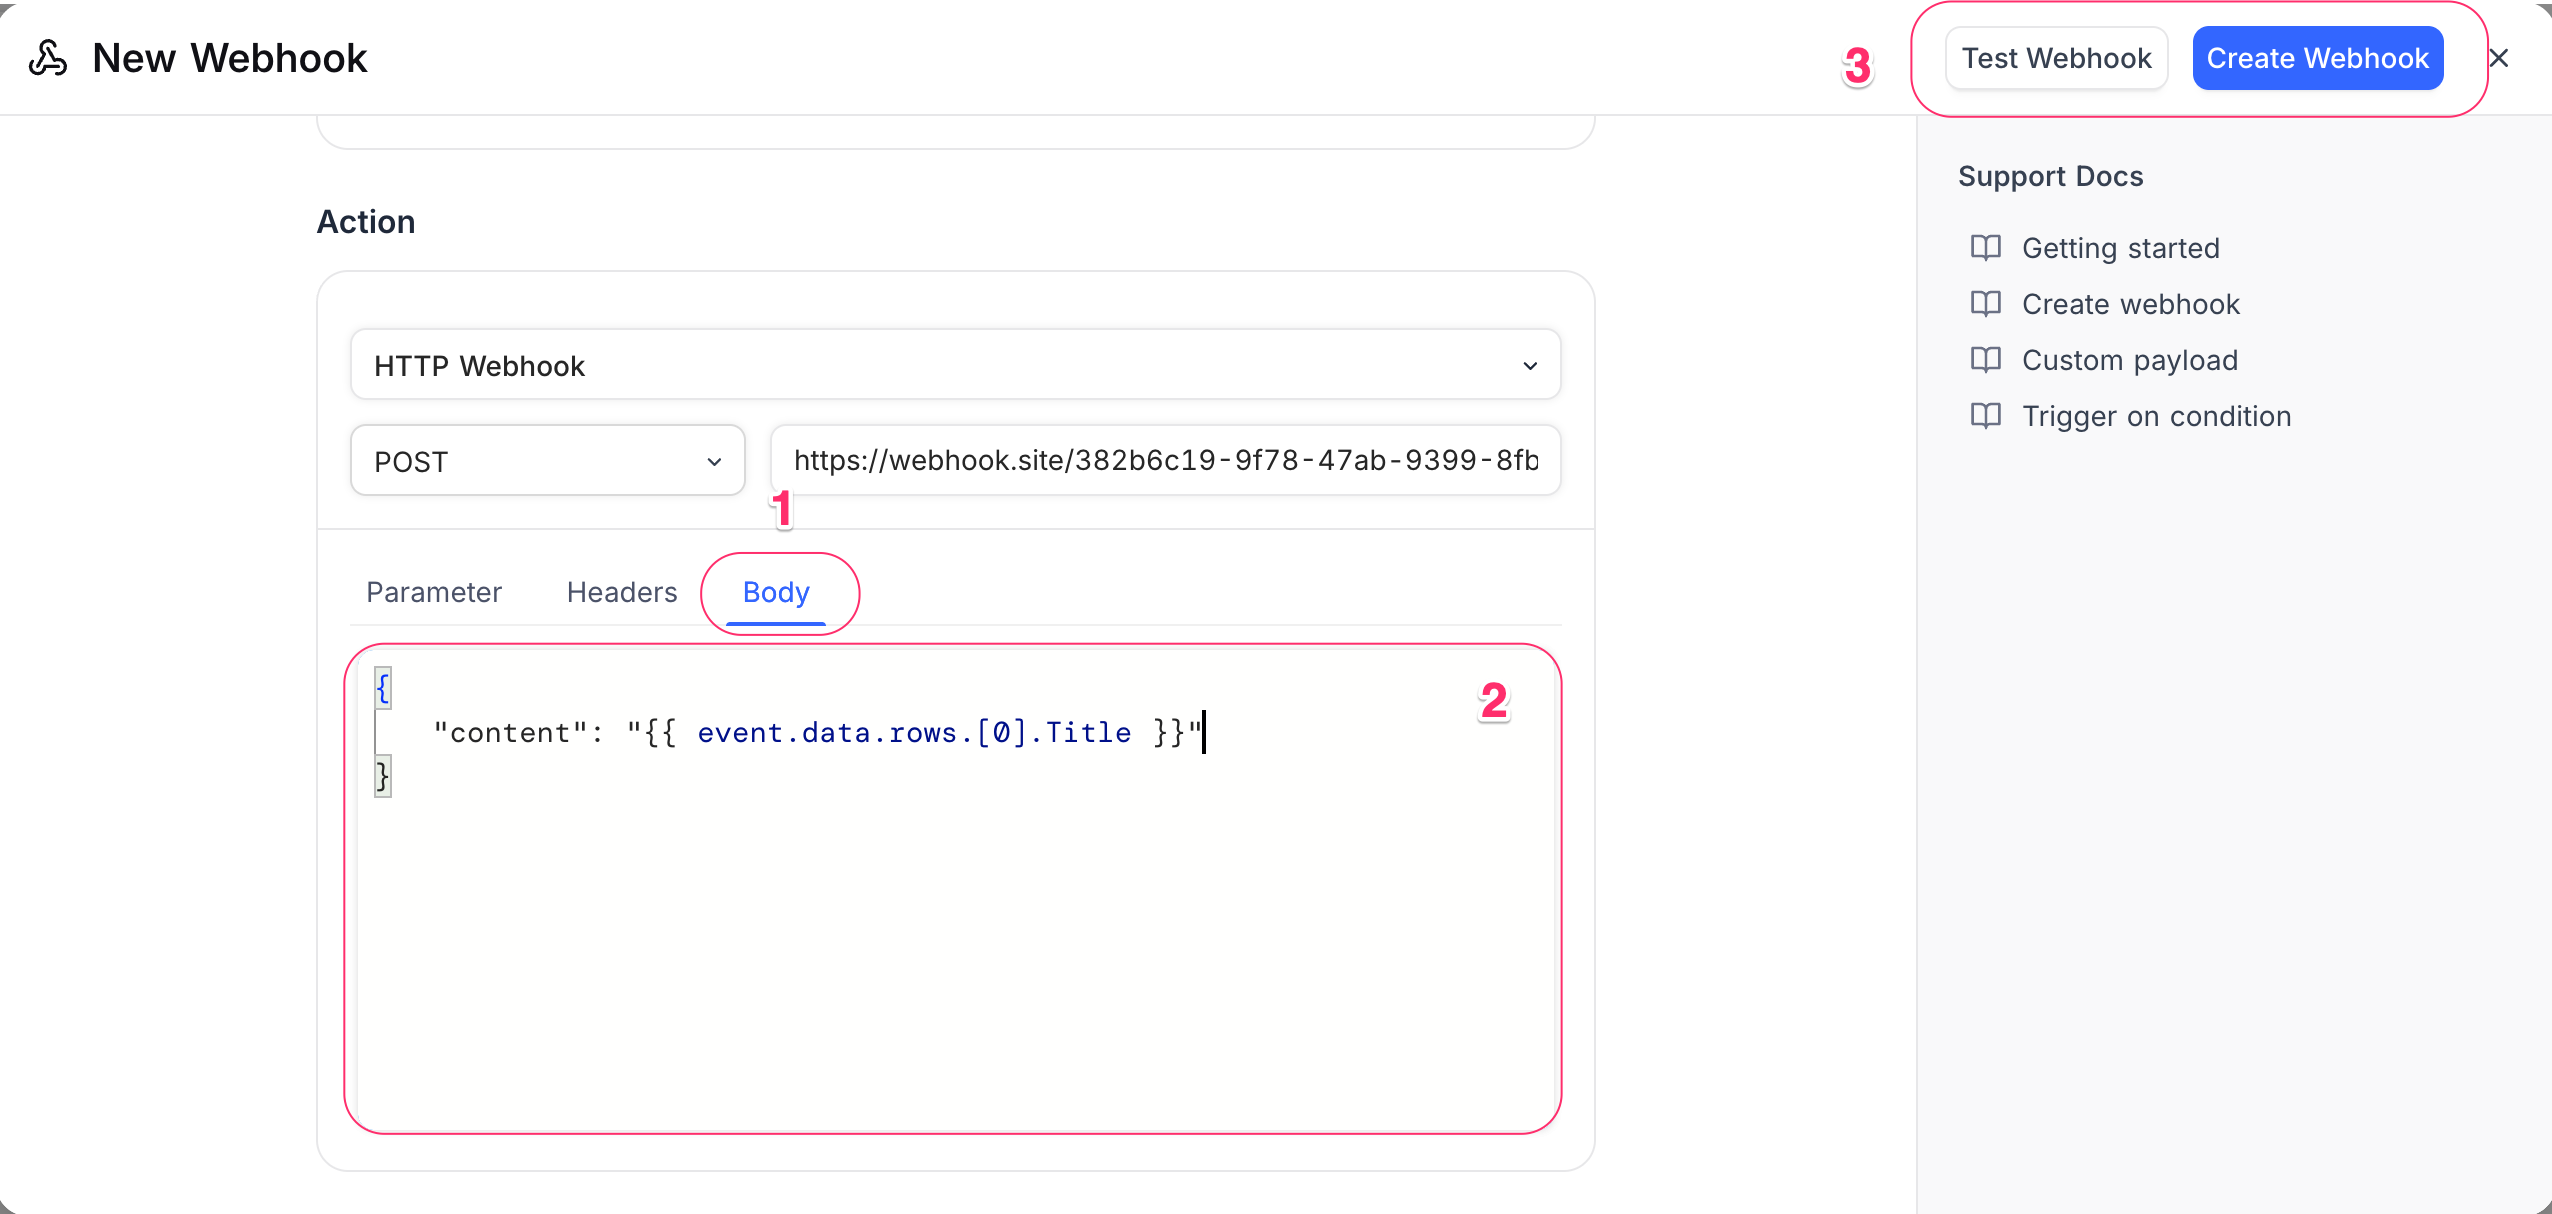 New Webhook
3
Test Webhook
Create Webhook
Support Docs
Getting started
Create webhook
Custom payload
Trigger on condition
Action
HTTP Webhook
POST
https://webhook.site/382b6c19-9f78-47ab-9399-8fb
1
Parameter
Headers
Body
2
{
"content": "{{ event.data.rows.[0].Title }}"
}